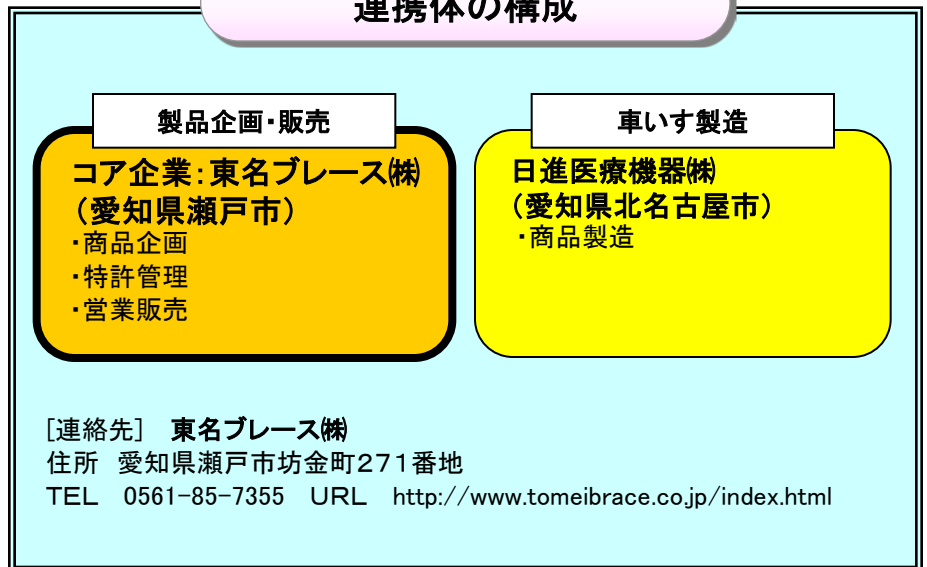 連携体の構成
製品企画・販売
コア企業：東名ブレース㈱
（愛知県瀬戸市）
・商品企画
・特許管理
・営業販売
車いす製造
日進医療機器㈱
（愛知県北名古屋市）
・商品製造
［連絡先］ 東名ブレース㈱
住所 愛知県瀬戸市坊金町２７１番地
ＴＥＬ 0561-85-7355 ＵＲＬ http://www.tomeibrace.co.jp/index.html